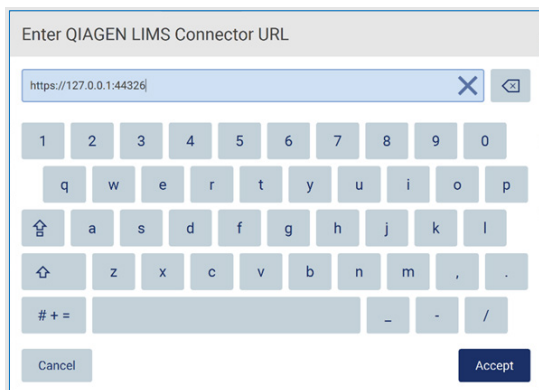 Enter QIAGEN LIMS Connector URL
https://127.0.0.1:44326
1 2 3 4 5 6 7 8 9 0
q w e r t y u i o p
a s d f g h j k l
z x c v b n m , .
# + = _ - /
Cancel Accept